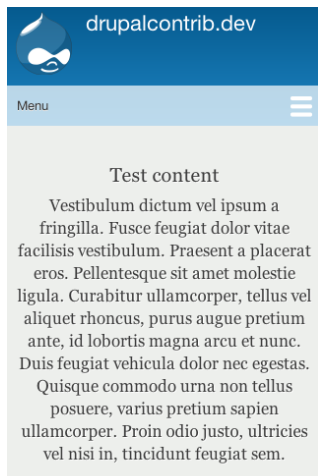 drupalcontrib.dev
Menu
Test content
Vestibulum dictum vel ipsum a
fringilla. Fusce feugiat dolor vitae
facilisis vestibulum. Praesent a placerat
eros. Pellentesque sit amet molestie
ligula. Curabitur ullamcorper, tellus vel
aliquet rhoncus, purus augue pretium
ante, id lobortis magna arcu et nunc.
Duis feugiat vehicula dolor nec egestas.
Quisque commodo urna non tellus
posuere, varius pretium sapien
ullamcorper. Proin odio justo, ultricies
vel nisi in, tincidunt feugiat sem.